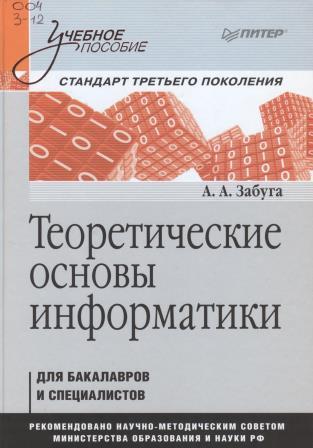 004
З-12
УЧЕБНОЕ
ПОСОБИЕ
ПИТЕР
СТАНДАРТ ТРЕТЬЕГО ПОКОЛЕНИЯ
А. А. Забуга
Теоретические
основы
информатики
ДЛЯ БАКАЛАВРОВ
И СПЕЦИАЛИСТОВ
РЕКОМЕНДОВАНО НАУЧНО-МЕТОДИЧЕСКИМ СОВЕТОМ
МИНИСТЕРСТВА ОБРАЗОВАНИЯ И НАУКИ РФ